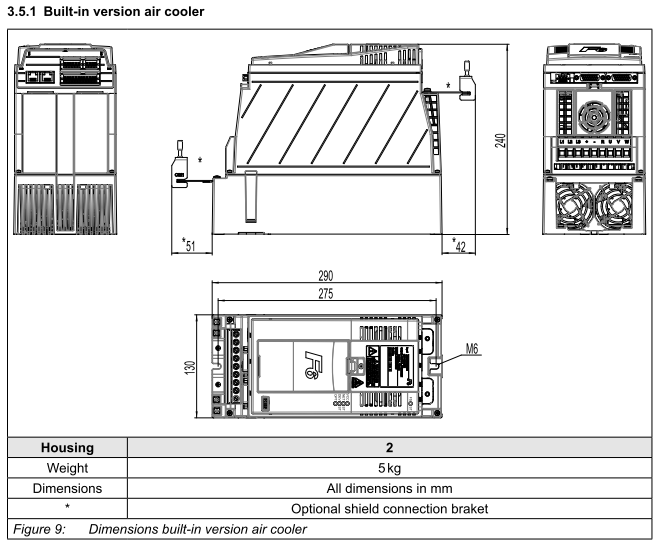 3.5.1 Built-in version air cooler
*
*
240
*51
*42
290
275
130
F6
M6
Housing 2
Weight 5 kg
Dimensions All dimensions in mm
* Optional shield connection braket
Figure 9: Dimensions built-in version air cooler